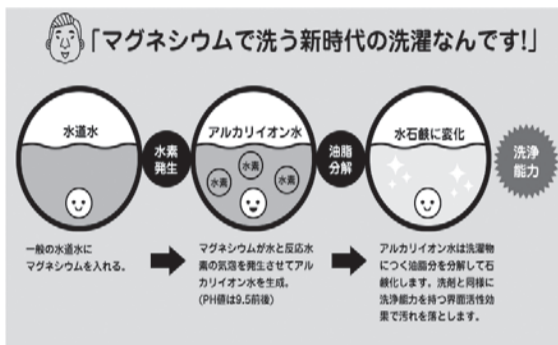 「マグネシウムで洗う新時代の洗濯なんです!」
水道水
水素
発生
アルカリイオン水
水素
水素
水素
油脂
分解
水石鹸に変化
洗浄
能力
一般の水道水に
マグネシウムを入れる。
マグネシウムが水と反応水
素の気泡を発生させてアル
カリイオン水を生成。
(PH値は9.5前後)
アルカリイオン水は洗濯物
につく油脂分を分解して石
鹸化します。洗剤と同様に
洗浄能力を持つ界面活性効
果で汚れを落とします。